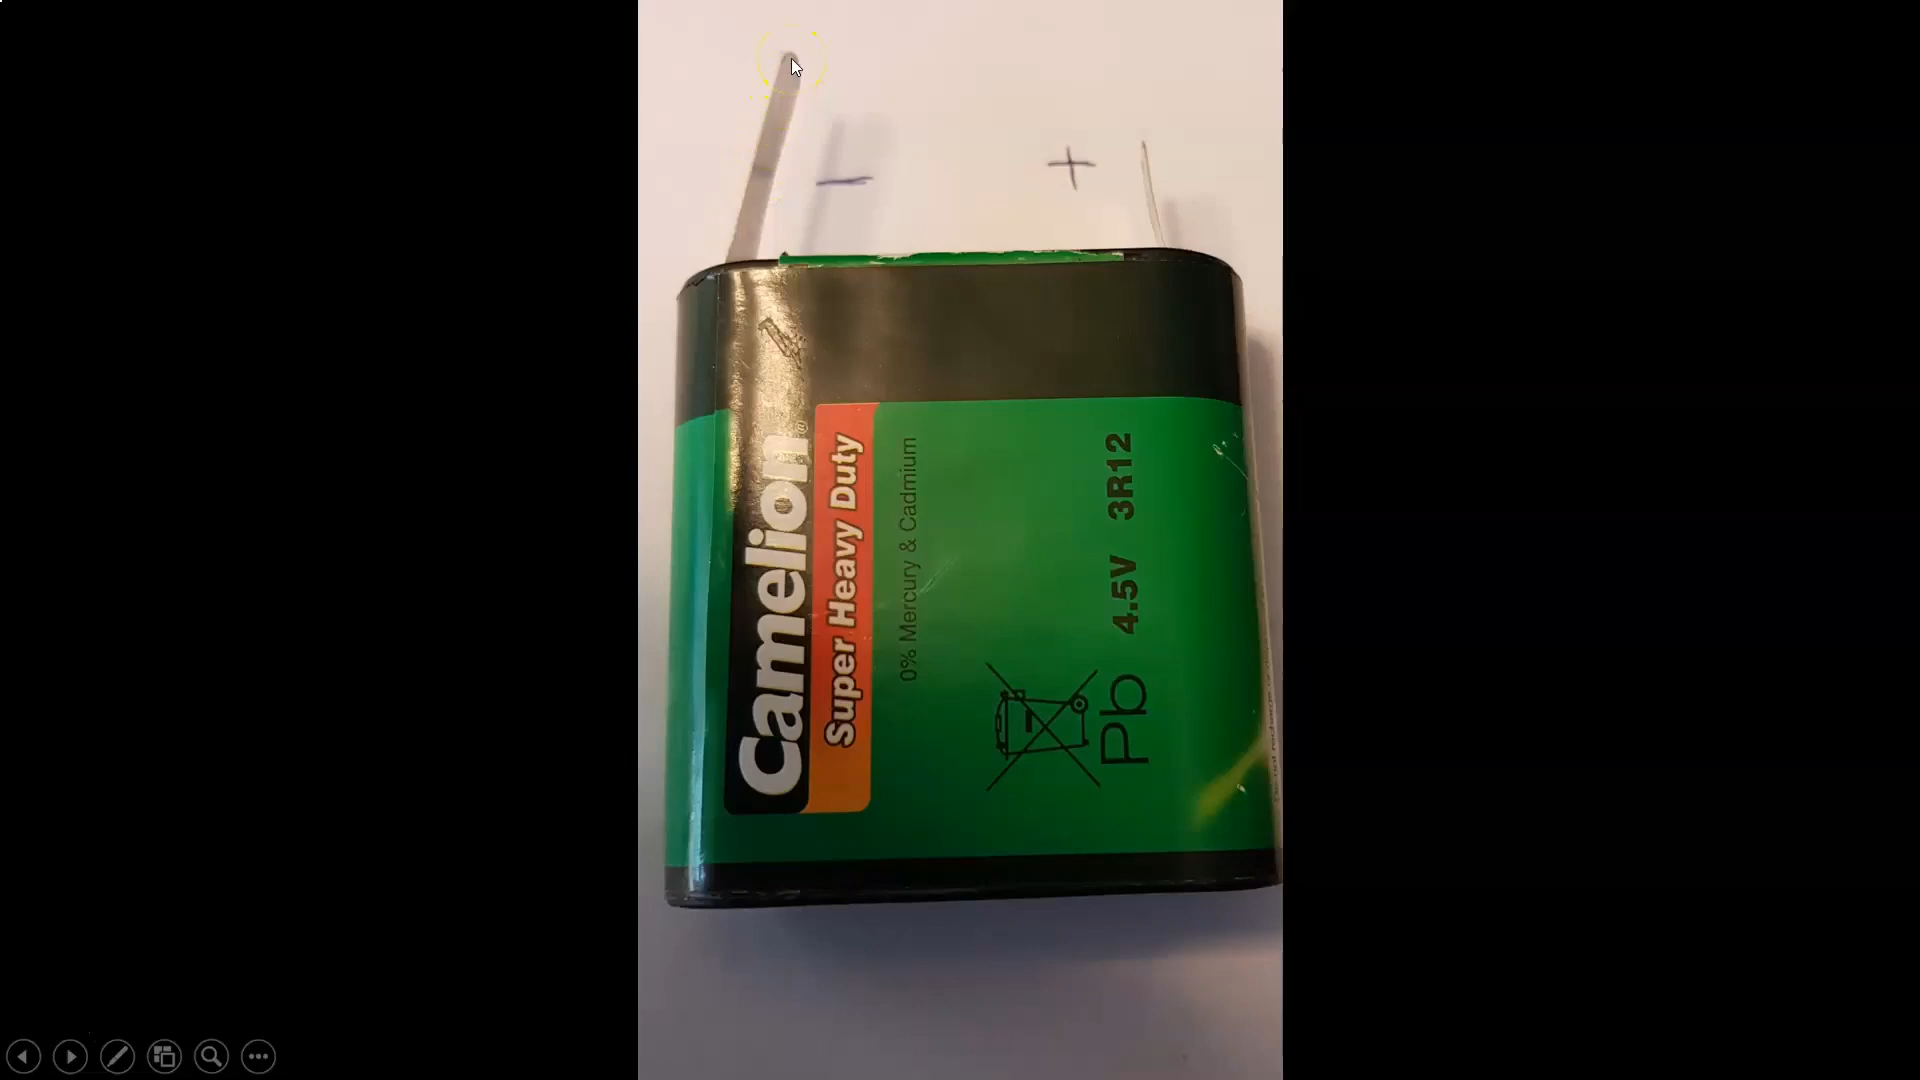 − +
Camelion®
Super Heavy Duty
0% Mercury & Cadmium
4.5V 3R12
Pb